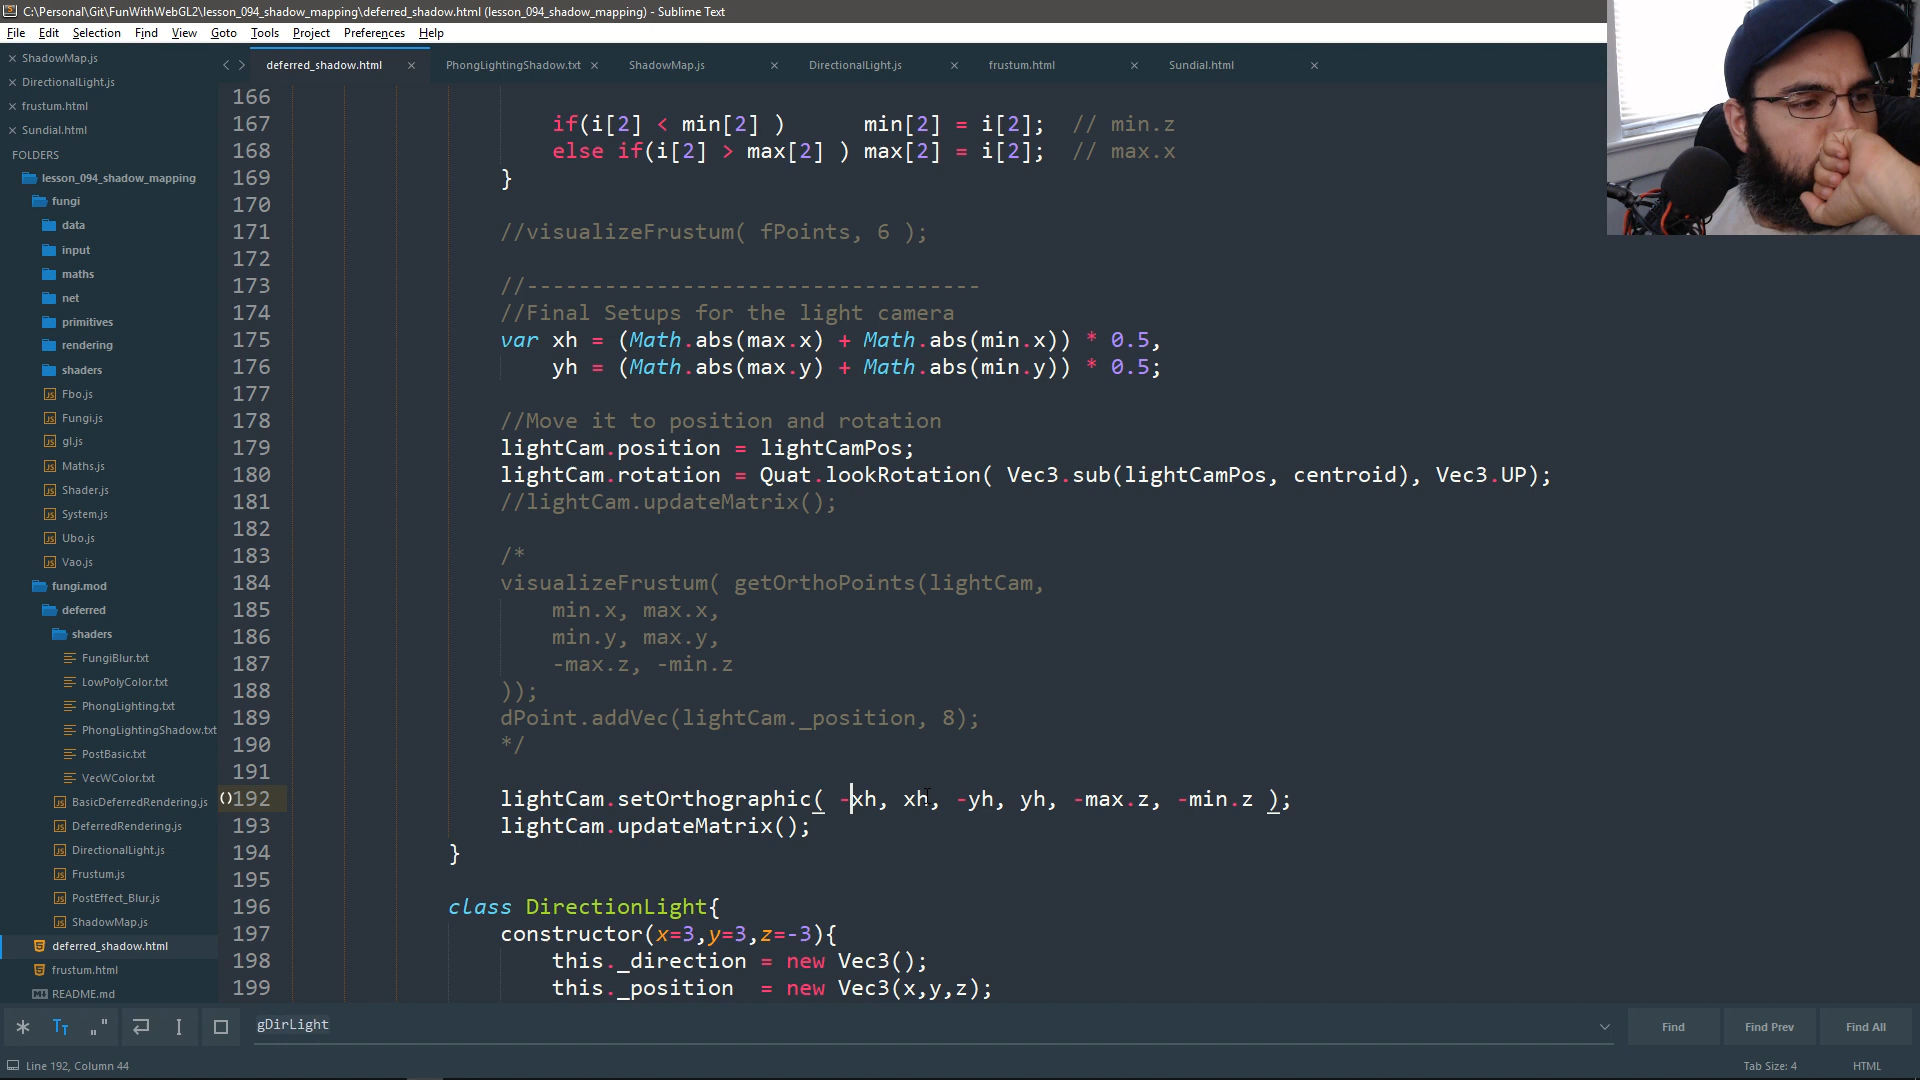 C:\Personal\Git\FunWithWebGL2\lesson_094_shadow_mapping\deferred_shadow.html (lesson_094_shadow_mapping) - Sublime Text
File Edit Selection Find View Goto Tools Project Preferences Help
ShadowMap.js
DirectionalLight.js
frustum.html
Sundial.html
FOLDERS
lesson_094_shadow_mapping
fungi
data
input
maths
net
primitives
rendering
shaders
Fbo.js
Fungi.js
gl.js
Maths.js
Shader.js
System.js
Ubo.js
Vao.js
fungi.mod
deferred
shaders
FungiBlur.txt
LowPolyColor.txt
PhongLighting.txt
PhongLightingShadow.txt
PostBasic.txt
VecWColor.txt
BasicDeferredRendering.js
DeferredRendering.js
DirectionalLight.js
Frustum.js
PostEffect_Blur.js
ShadowMap.js
deferred_shadow.html
frustum.html
README.md
deferred_shadow.html PhongLightingShadow.txt ShadowMap.js DirectionalLight.js frustum.html Sundial.html
166
167 if(i[2] < min[2] ) min[2] = i[2]; // min.z
168 else if(i[2] > max[2] ) max[2] = i[2]; // max.x
169 }
170
171 //visualizeFrustum( fPoints, 6 );
172
173 //-----------------------------------
174 //Final Setups for the light camera
175 var xh = (Math.abs(max.x) + Math.abs(min.x)) * 0.5,
176 yh = (Math.abs(max.y) + Math.abs(min.y)) * 0.5;
177
178 //Move it to position and rotation
179 lightCam.position = lightCamPos;
180 lightCam.rotation = Quat.lookRotation( Vec3.sub(lightCamPos, centroid), Vec3.UP);
181 //lightCam.updateMatrix();
182
183 /*
184 visualizeFrustum( getOrthoPoints(lightCam,
185 min.x, max.x,
186 min.y, max.y,
187 -max.z, -min.z
188 ));
189 dPoint.addVec(lightCam._position, 8);
190 */
191
192 lightCam.setOrthographic( -xh, xh, -yh, yh, -max.z, -min.z );
193 lightCam.updateMatrix();
194 }
195
196 class DirectionLight{
197 constructor(x=3,y=3,z=-3){
198 this._direction = new Vec3();
199 this._position = new Vec3(x,y,z);
gDirLight
Find Find Prev Find All
Line 192, Column 44
Tab Size: 4 HTML